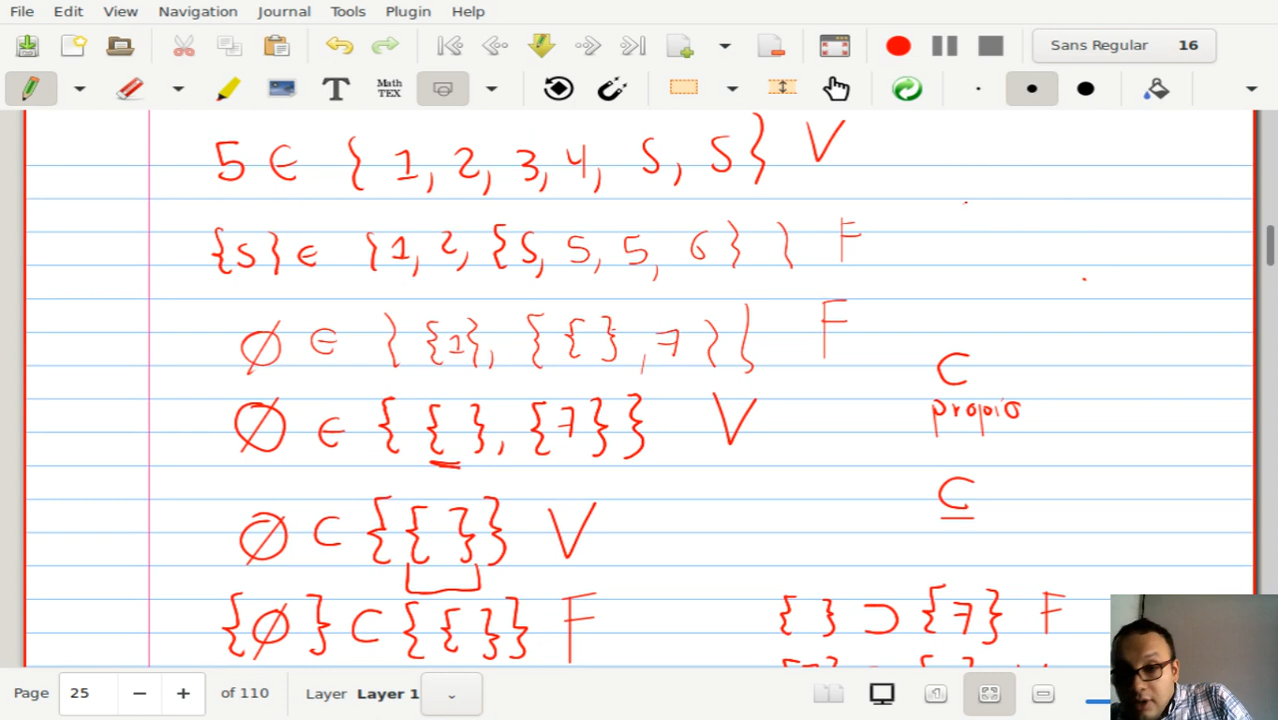 File Edit View Navigation Journal Tools Plugin Help
Sans Regular 16
T Math TEX
5 ∈ { 1, 2, 3, 4, 5, 5} V
{5} ∈ {1, 2, {5, 5, 5, 6} } F
∅ ∈ { {1}, { { }, 7 } } F
⊂
propio
∅ ∈ { { }, {7} } V
⊆
∅ ⊂ { { } } V
{∅} ⊂ { { } } F
{ } ⊃ {7} F
Page 25 of 110 Layer Layer 1